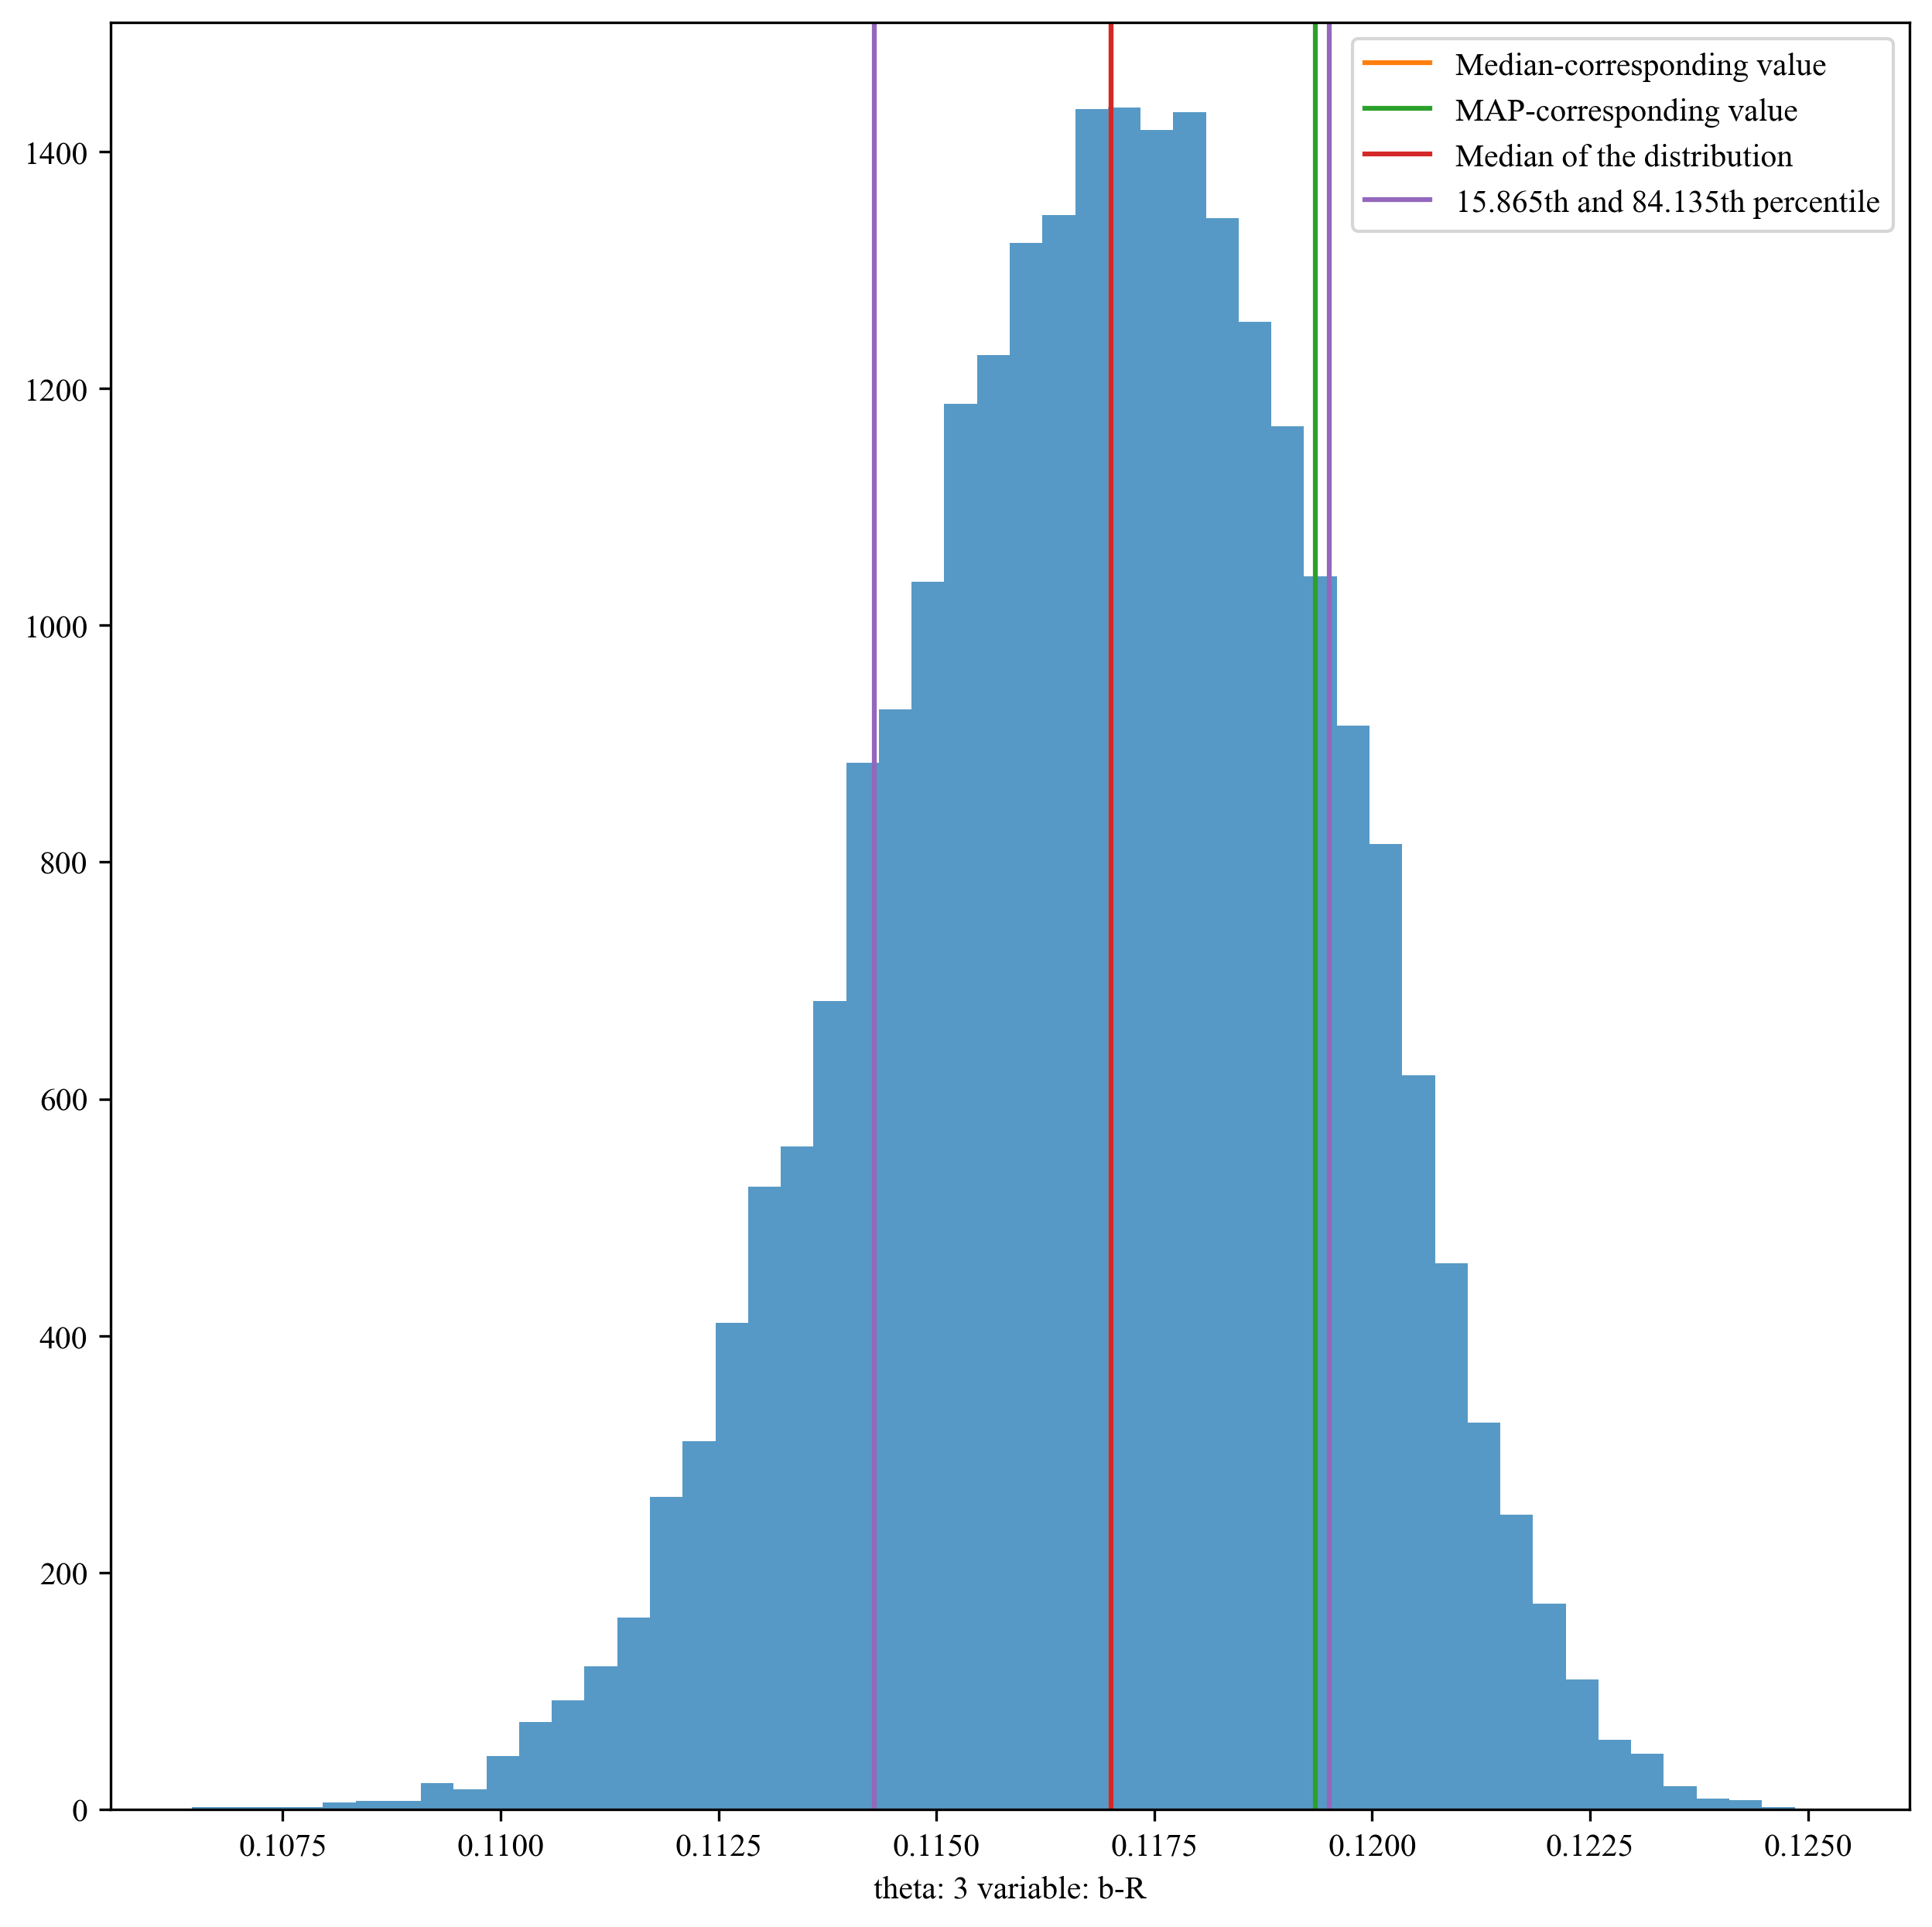 Median-corresponding value
MAP-corresponding value
Median of the distribution
15.865th and 84.135th percentile
1400
1200
1000
800
600
400
200
0
0.1075 0.1100 0.1125 0.1150 0.1175 0.1200 0.1225 0.1250
theta: 3 variable: b-R